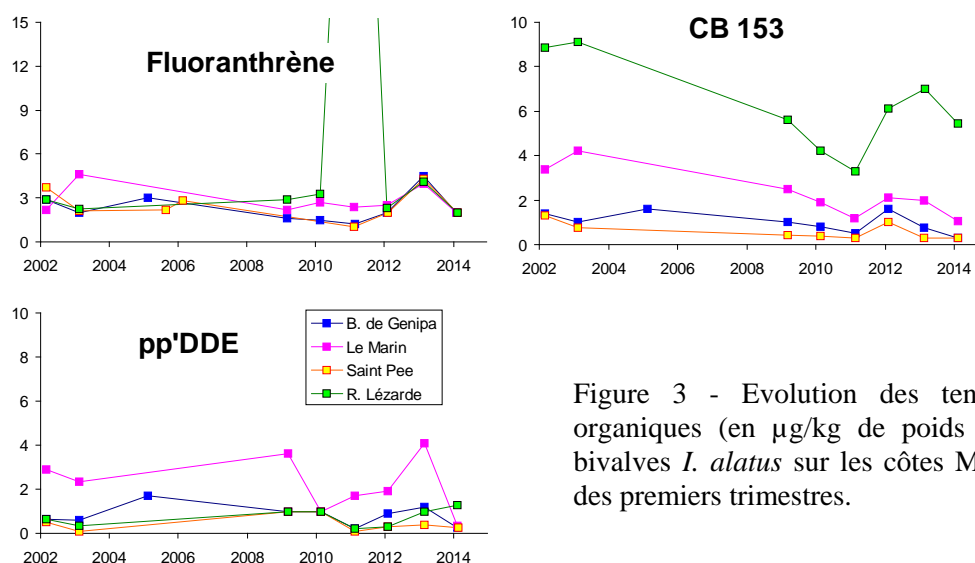 Fluoranthrène
15
12
9
6
3
0
2002 2004 2006 2008 2010 2012 2014
CB 153
10
8
6
4
2
0
2002 2004 2006 2008 2010 2012 2014
pp'DDE
10
8
6
4
2
0
2002 2004 2006 2008 2010 2012 2014
B. de Genipa
Le Marin
Saint Pee
R. Lézarde
Figure 3 - Evolution des ten
organiques (en µg/kg de poids
bivalves I. alatus sur les côtes M
des premiers trimestres.